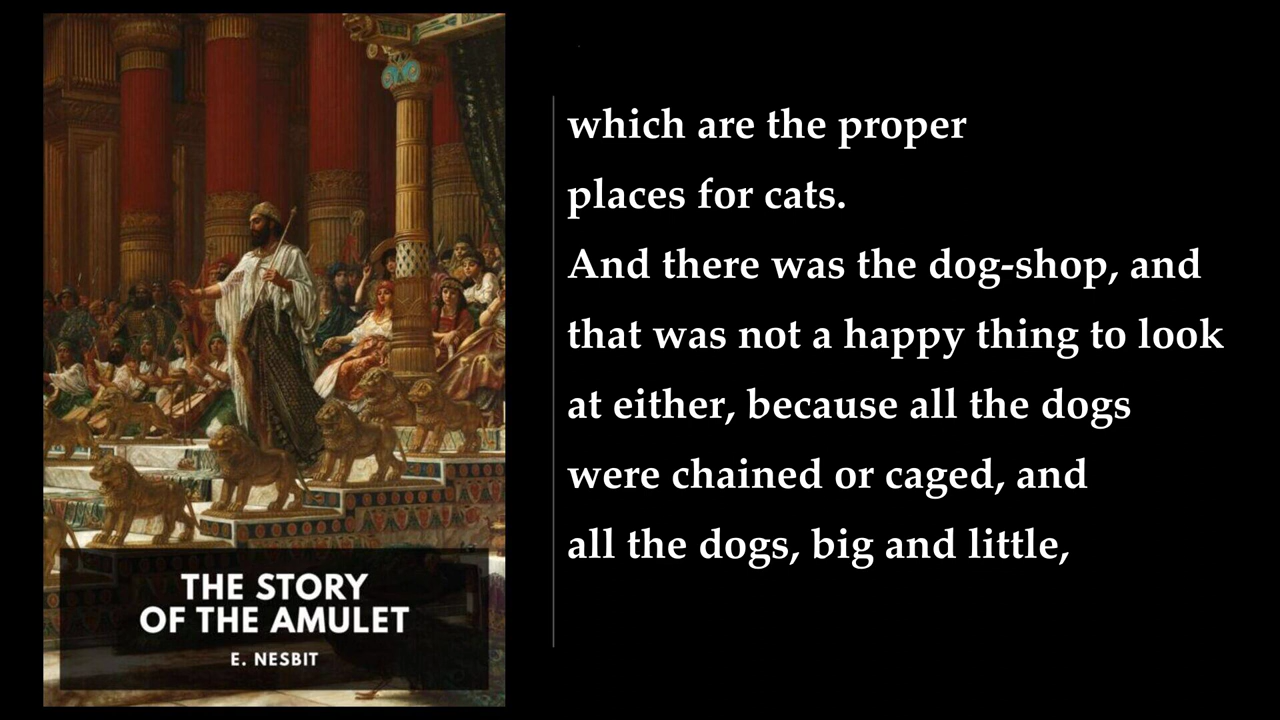 THE STORY
OF THE AMULET
E. NESBIT
which are the proper
places for cats.
And there was the dog-shop, and
that was not a happy thing to look
at either, because all the dogs
were chained or caged, and
all the dogs, big and little,